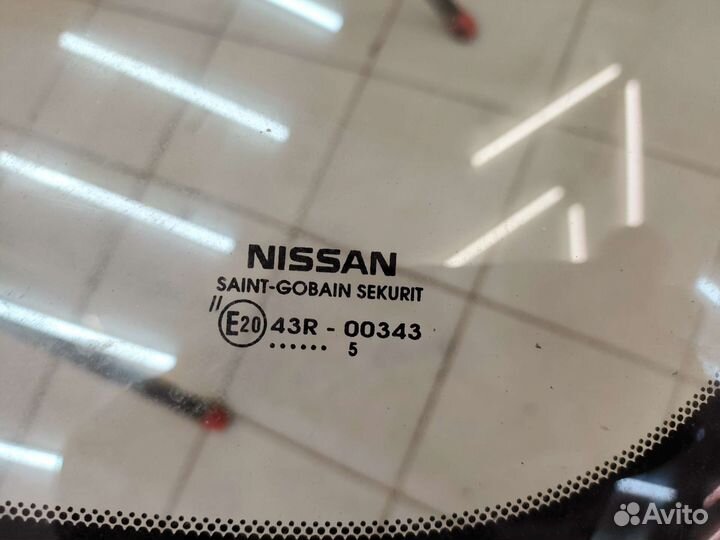 NISSAN
SAINT-GOBAIN SEKURIT
// E20 43R - 00343
...... 5
Avito